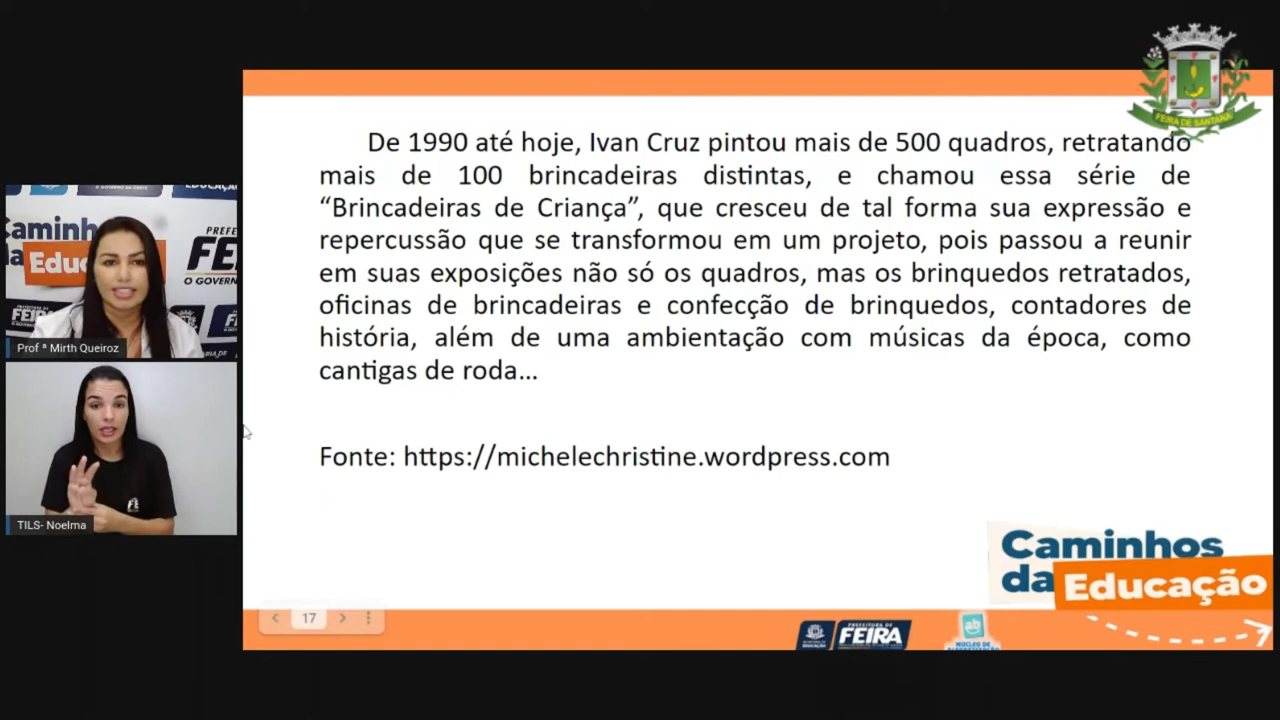 FEIRA DE SANTANA
De 1990 até hoje, Ivan Cruz pintou mais de 500 quadros, retratando
mais de 100 brincadeiras distintas, e chamou essa série de
“Brincadeiras de Criança”, que cresceu de tal forma sua expressão e
repercussão que se transformou em um projeto, pois passou a reunir
em suas exposições não só os quadros, mas os brinquedos retratados,
oficinas de brincadeiras e confecção de brinquedos, contadores de
história, além de uma ambientação com músicas da época, como
cantigas de roda...
Fonte: https://michelechristine.wordpress.com
Prof ª Mirth Queiroz
TILS- Noelma
Caminhos
da Educação
17
PREFEITURA DE
FEIRA
NÚCLEO DE